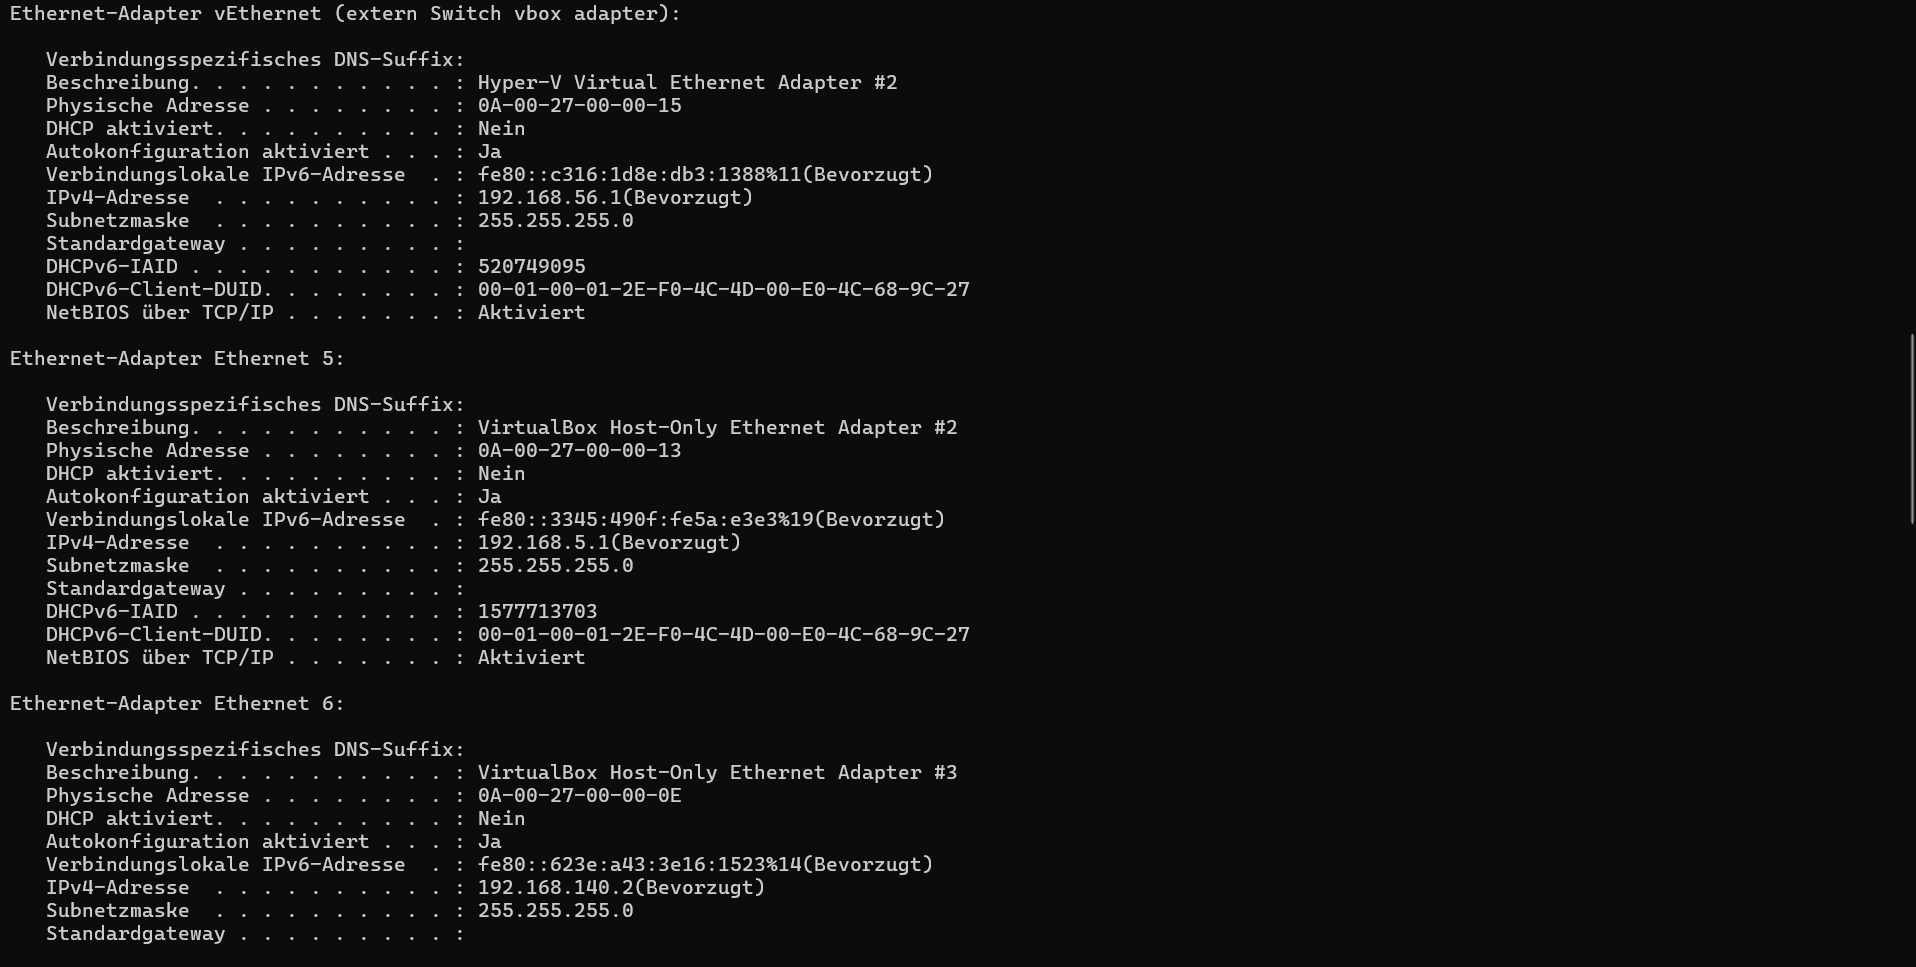 Ethernet-Adapter vEthernet (extern Switch vbox adapter):
Verbindungsspezifisches DNS-Suffix:
Beschreibung. . . . . . . . . . . : Hyper-V Virtual Ethernet Adapter #2
Physische Adresse . . . . . . . . : 0A-00-27-00-00-15
DHCP aktiviert. . . . . . . . . . : Nein
Autokonfiguration aktiviert . . . : Ja
Verbindungslokale IPv6-Adresse  . : fe80::c316:1d8e:db3:1388%11(Bevorzugt)
IPv4-Adresse  . . . . . . . . . . : 192.168.56.1(Bevorzugt)
Subnetzmaske  . . . . . . . . . . : 255.255.255.0
Standardgateway . . . . . . . . . :
DHCPv6-IAID . . . . . . . . . . . : 520749095
DHCPv6-Client-DUID. . . . . . . . : 00-01-00-01-2E-F0-4C-4D-00-E0-4C-68-9C-27
NetBIOS über TCP/IP . . . . . . . : Aktiviert
Ethernet-Adapter Ethernet 5:
Verbindungsspezifisches DNS-Suffix:
Beschreibung. . . . . . . . . . . : VirtualBox Host-Only Ethernet Adapter #2
Physische Adresse . . . . . . . . : 0A-00-27-00-00-13
DHCP aktiviert. . . . . . . . . . : Nein
Autokonfiguration aktiviert . . . : Ja
Verbindungslokale IPv6-Adresse  . : fe80::3345:490f:fe5a:e3e3%19(Bevorzugt)
IPv4-Adresse  . . . . . . . . . . : 192.168.5.1(Bevorzugt)
Subnetzmaske  . . . . . . . . . . : 255.255.255.0
Standardgateway . . . . . . . . . :
DHCPv6-IAID . . . . . . . . . . . : 1577713703
DHCPv6-Client-DUID. . . . . . . . : 00-01-00-01-2E-F0-4C-4D-00-E0-4C-68-9C-27
NetBIOS über TCP/IP . . . . . . . : Aktiviert
Ethernet-Adapter Ethernet 6:
Verbindungsspezifisches DNS-Suffix:
Beschreibung. . . . . . . . . . . : VirtualBox Host-Only Ethernet Adapter #3
Physische Adresse . . . . . . . . : 0A-00-27-00-00-0E
DHCP aktiviert. . . . . . . . . . : Nein
Autokonfiguration aktiviert . . . : Ja
Verbindungslokale IPv6-Adresse  . : fe80::623e:a43:3e16:1523%14(Bevorzugt)
IPv4-Adresse  . . . . . . . . . . : 192.168.140.2(Bevorzugt)
Subnetzmaske  . . . . . . . . . . : 255.255.255.0
Standardgateway . . . . . . . . . :